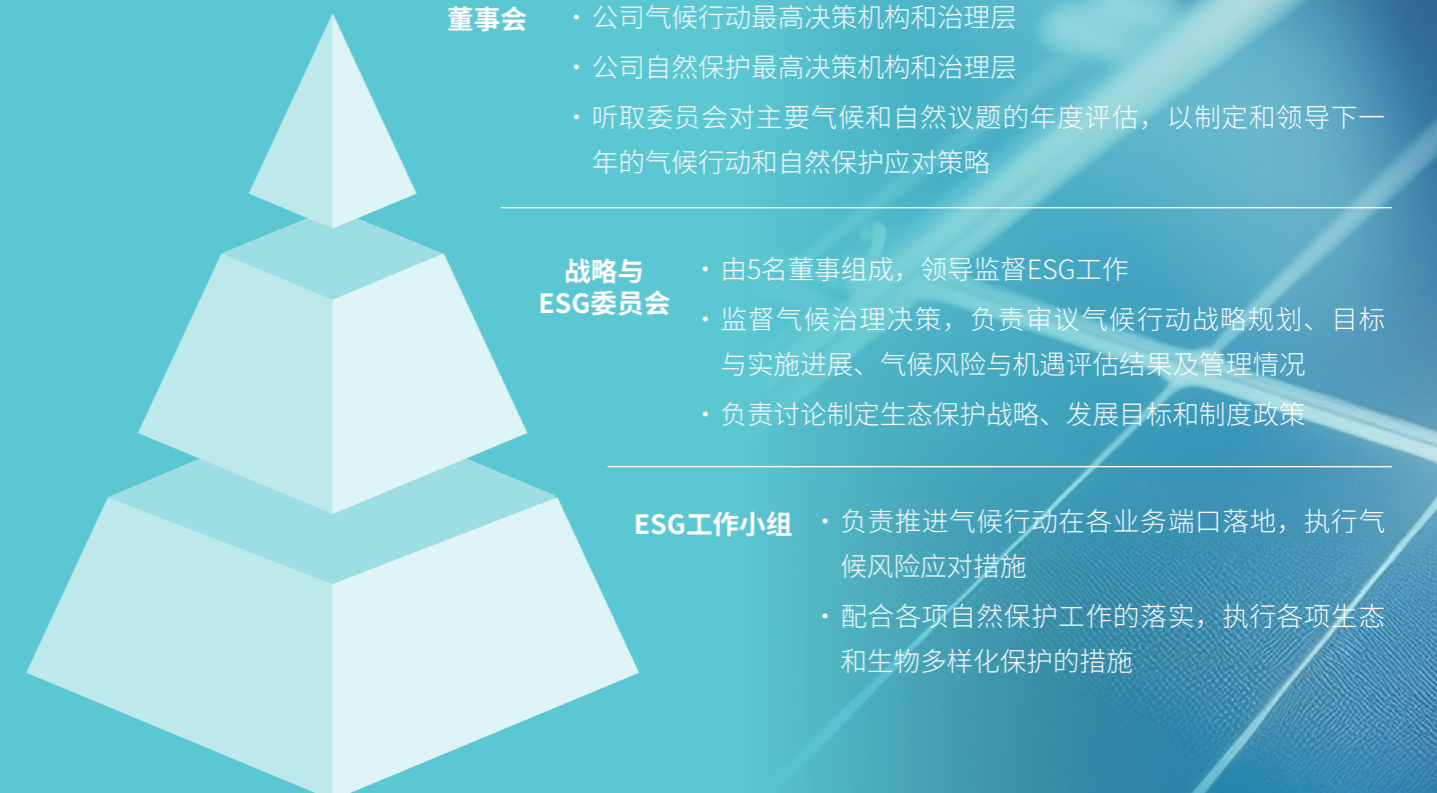 董事会
· 公司气候行动最高决策机构和治理层
· 公司自然保护最高决策机构和治理层
· 听取委员会对主要气候和自然议题的年度评估，以制定和领导下一
年的气候行动和自然保护应对策略
战略与
ESG委员会
· 由5名董事组成，领导监督ESG工作
· 监督气候治理决策，负责审议气候行动战略规划、目标
与实施进展、气候风险与机遇评估结果及管理情况
· 负责讨论制定生态保护战略、发展目标和制度政策
ESG工作小组
· 负责推进气候行动在各业务端口落地，执行气
候风险应对措施
· 配合各项自然保护工作的落实，执行各项生态
和生物多样化保护的措施